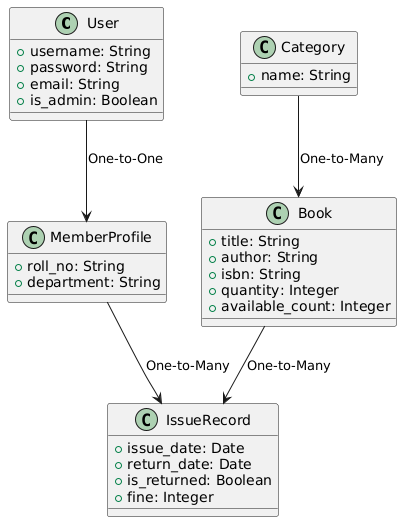 C User
+ username: String
+ password: String
+ email: String
+ is_admin: Boolean
C Category
+ name: String
One-to-One
One-to-Many
C MemberProfile
+ roll_no: String
+ department: String
C Book
+ title: String
+ author: String
+ isbn: String
+ quantity: Integer
+ available_count: Integer
One-to-Many
One-to-Many
C IssueRecord
+ issue_date: Date
+ return_date: Date
+ is_returned: Boolean
+ fine: Integer